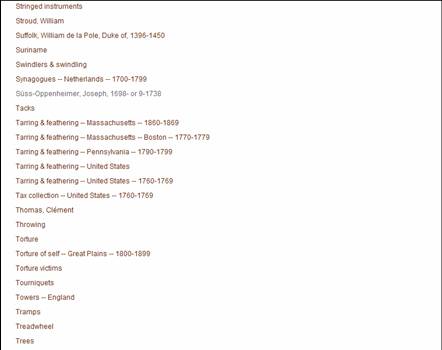 Stringed instruments
Stroud, William
Suffolk, William de la Pole, Duke of, 1396-1450
Suriname
Swindlers & swindling
Synagogues -- Netherlands -- 1700-1799
Süss-Oppenheimer, Joseph, 1698- or 9-1738
Tacks
Tarring & feathering -- Massachusetts -- 1860-1869
Tarring & feathering -- Massachusetts -- Boston -- 1770-1779
Tarring & feathering -- Pennsylvania -- 1790-1799
Tarring & feathering -- United States
Tarring & feathering -- United States -- 1760-1769
Tax collection -- United States -- 1760-1769
Thomas, Clément
Throwing
Torture
Torture of self -- Great Plains -- 1800-1899
Torture victims
Tourniquets
Towers -- England
Tramps
Treadwheel
Trees